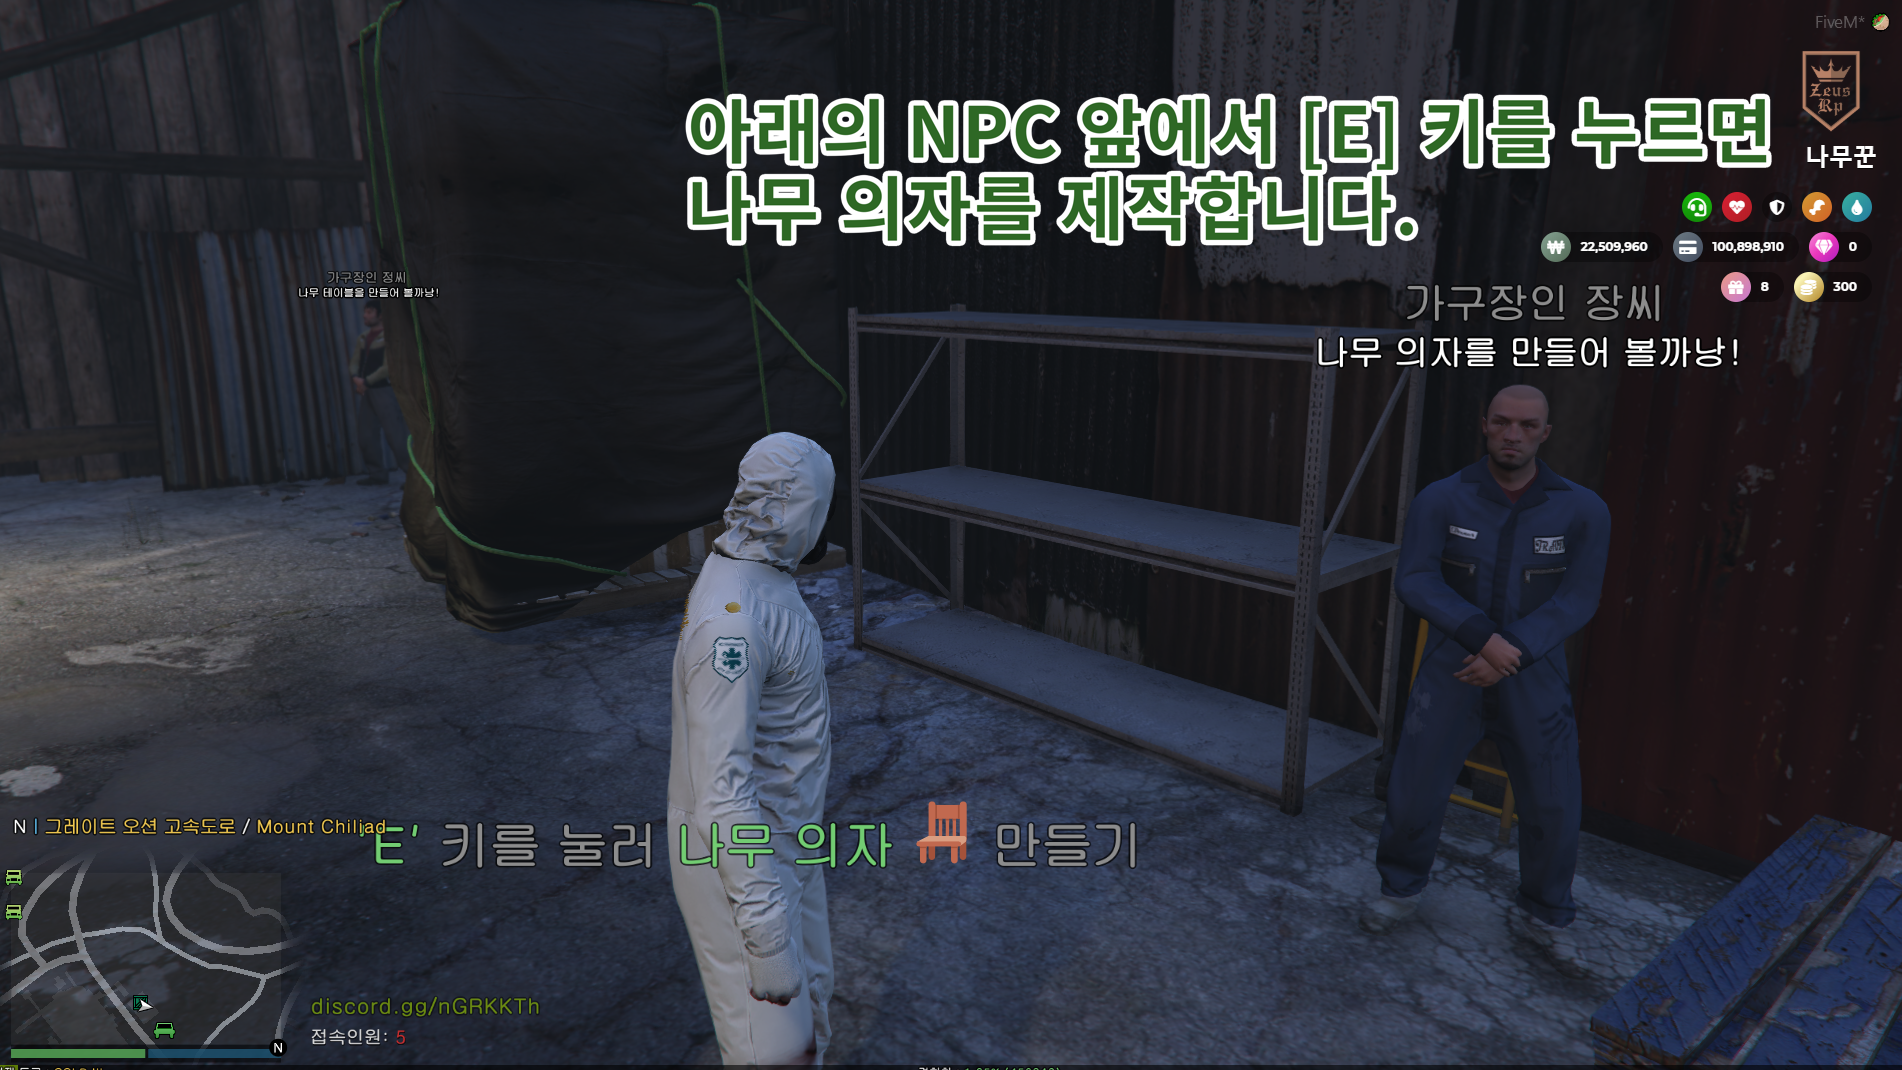 FiveM*
Zeus
Rp
아래의 NPC 앞에서 [E] 키를 누르면
나무 의자를 제작합니다.
나무꾼
22,509,960
100,898,910
0
8
300
가구장인 정씨
나무 테이블을 만들어 볼까낭!
가구장인 장씨
나무 의자를 만들어 볼까낭!
N | 그레이트 오션 고속도로 / Mount Chiliad
E' 키를 눌러 나무 의자 만들기
discord.gg/nGRKKTh
접속인원: 5
N